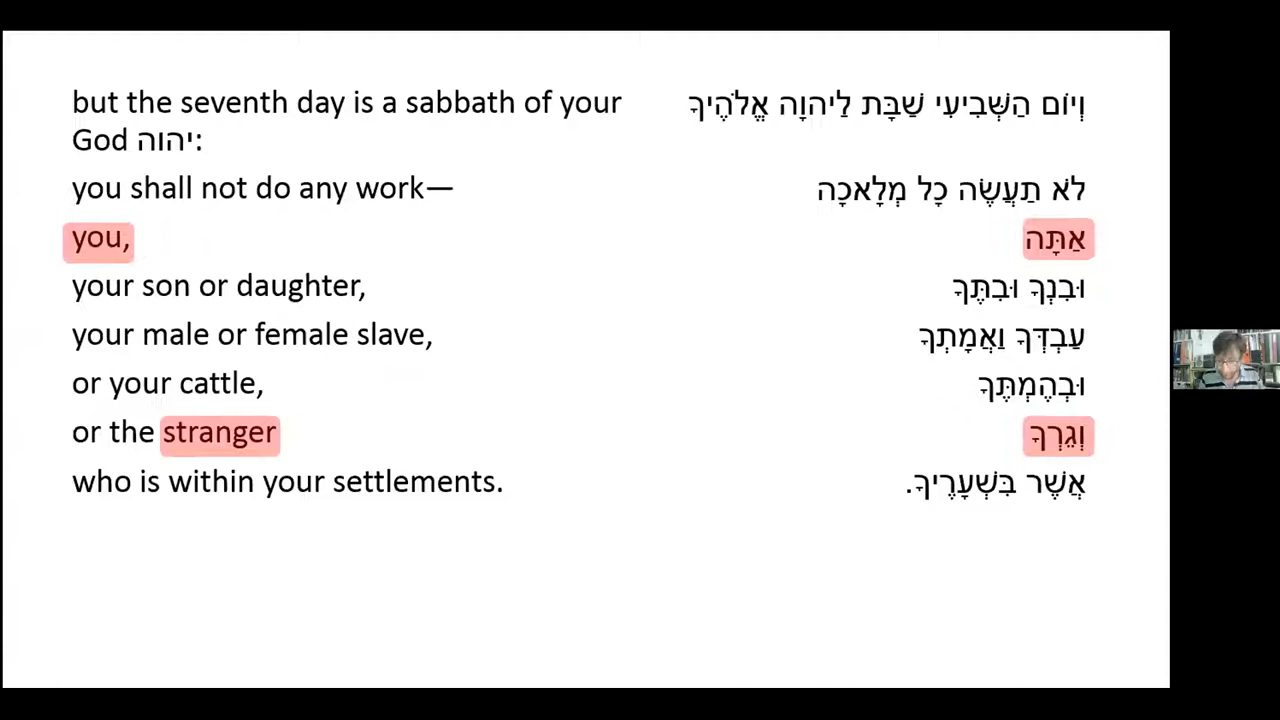 but the seventh day is a sabbath of your
God יהוה:
you shall not do any work—
you,
your son or daughter,
your male or female slave,
or your cattle,
or the stranger
who is within your settlements.
וְיוֹם הַשְּׁבִיעִי שַׁבָּת לַיהוָה אֱלֹהֶיךָ
לֹא תַעֲשֶׂה כָל מְלָאכָה
אַתָּה
וּבִנְךָ וּבִתֶּךָ
עַבְדְּךָ וַאֲמָתְךָ
וּבְהֶמְתֶּךָ
וְגֵרְךָ
אֲשֶׁר בִּשְׁעָרֶיךָ.